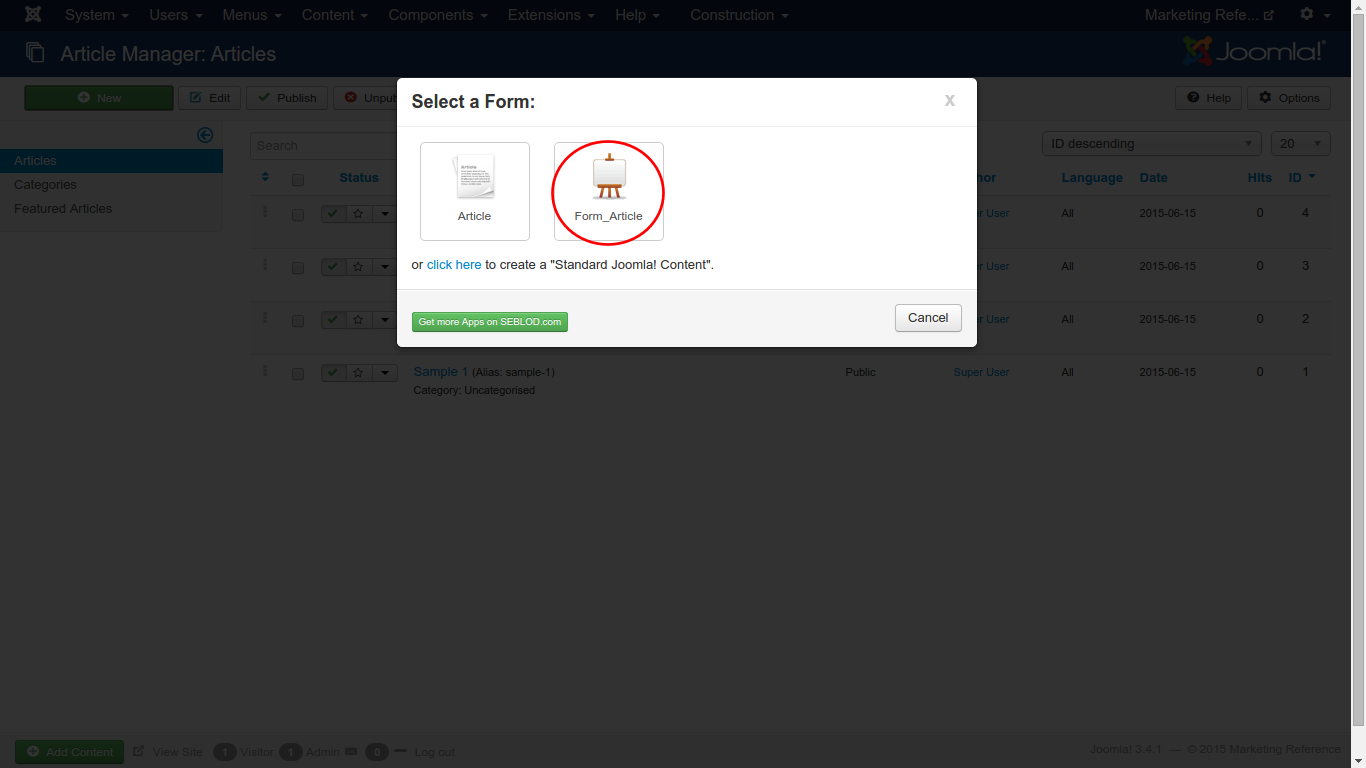 System Users Menus Content Components Extensions Help Construction Marketing Refe...
Article Manager: Articles Joomla!®
New Edit Publish Help Options
Select a Form: X
Search ID descending 20
Articles
Categories
Featured Articles
Status Language Date Hits ID
Article Form_Article
User All 2015-06-15 0 4
or click here to create a "Standard Joomla! Content".
User All 2015-06-15 0 3
Get more Apps on SEBLOD.com Cancel
User All 2015-06-15 0 2
Sample 1 (Alias: sample-1) Public Super User All 2015-06-15 0 1
Category: Uncategorised
Add Content View Site 1 Visitor 1 Admin 0 Log out Joomla! 3.4.1 — © 2015 Marketing Reference